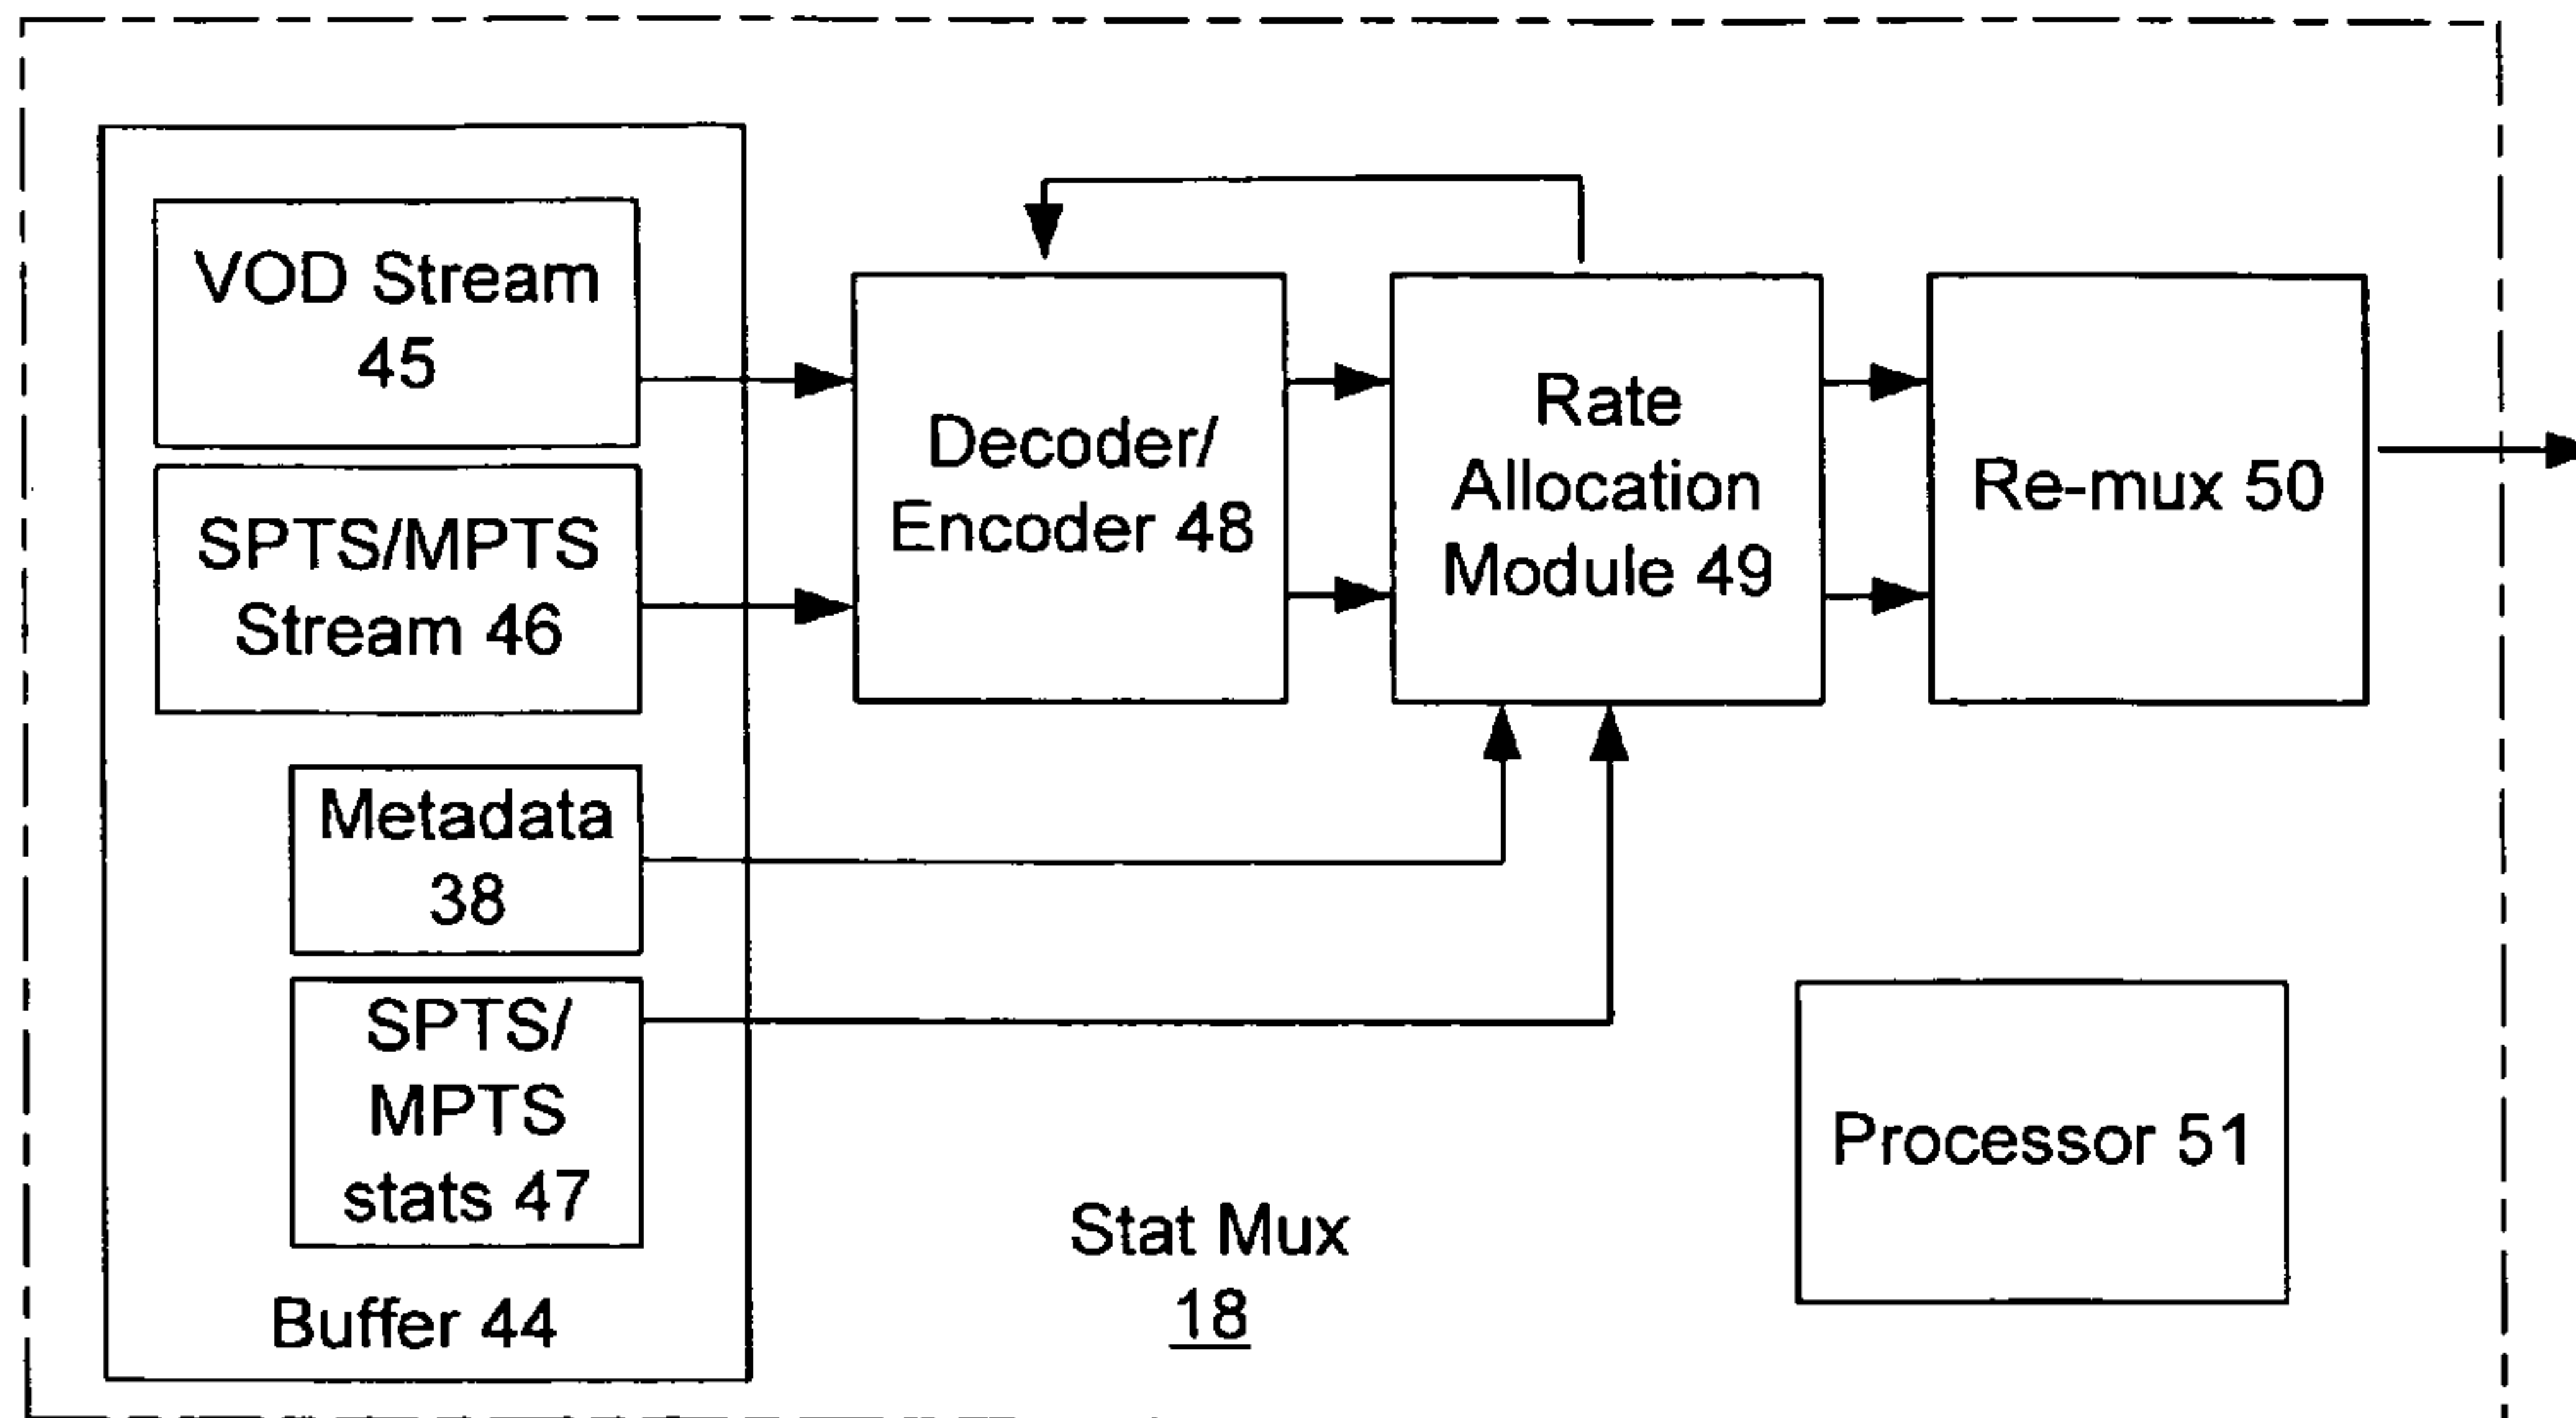 VOD Stream
45
SPTS/MPTS
Stream 46
Metadata
38
SPTS/
MPTS
stats 47
Buffer 44
Decoder/
Encoder 48
Rate
Allocation
Module 49
Re-mux 50
Processor 51
Stat Mux
18